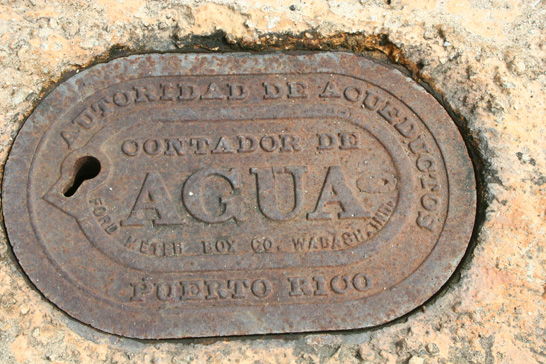 AUTORIDAD DE ACUEDUCTOS
CONTADOR DE
AGUA
FORD METER BOX CO. WABASH IND.
PUERTO RICO